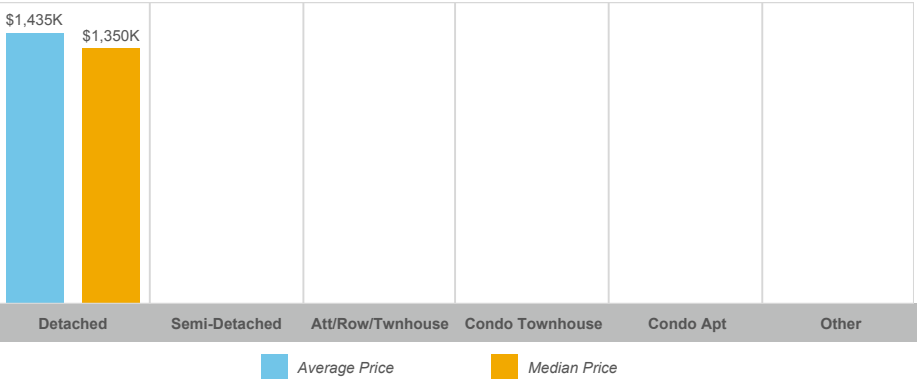 $1,435K
$1,350K
Detached Semi-Detached Att/Row/Twnhouse Condo Townhouse Condo Apt Other
Average Price Median Price